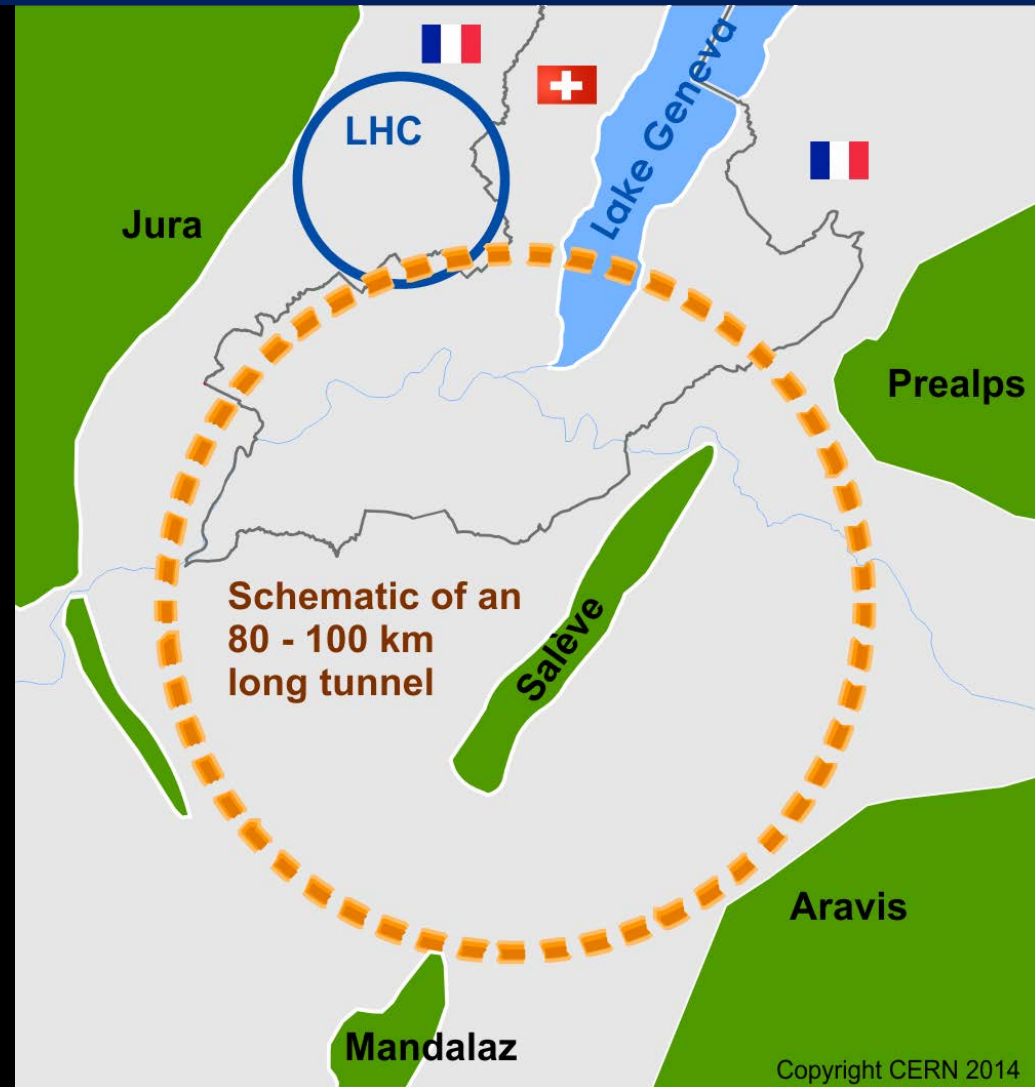 LHC
Lake Geneva
Jura
Prealps
Schematic of an
80 - 100 km
long tunnel
Salève
Aravis
Mandalaz
Copyright CERN 2014